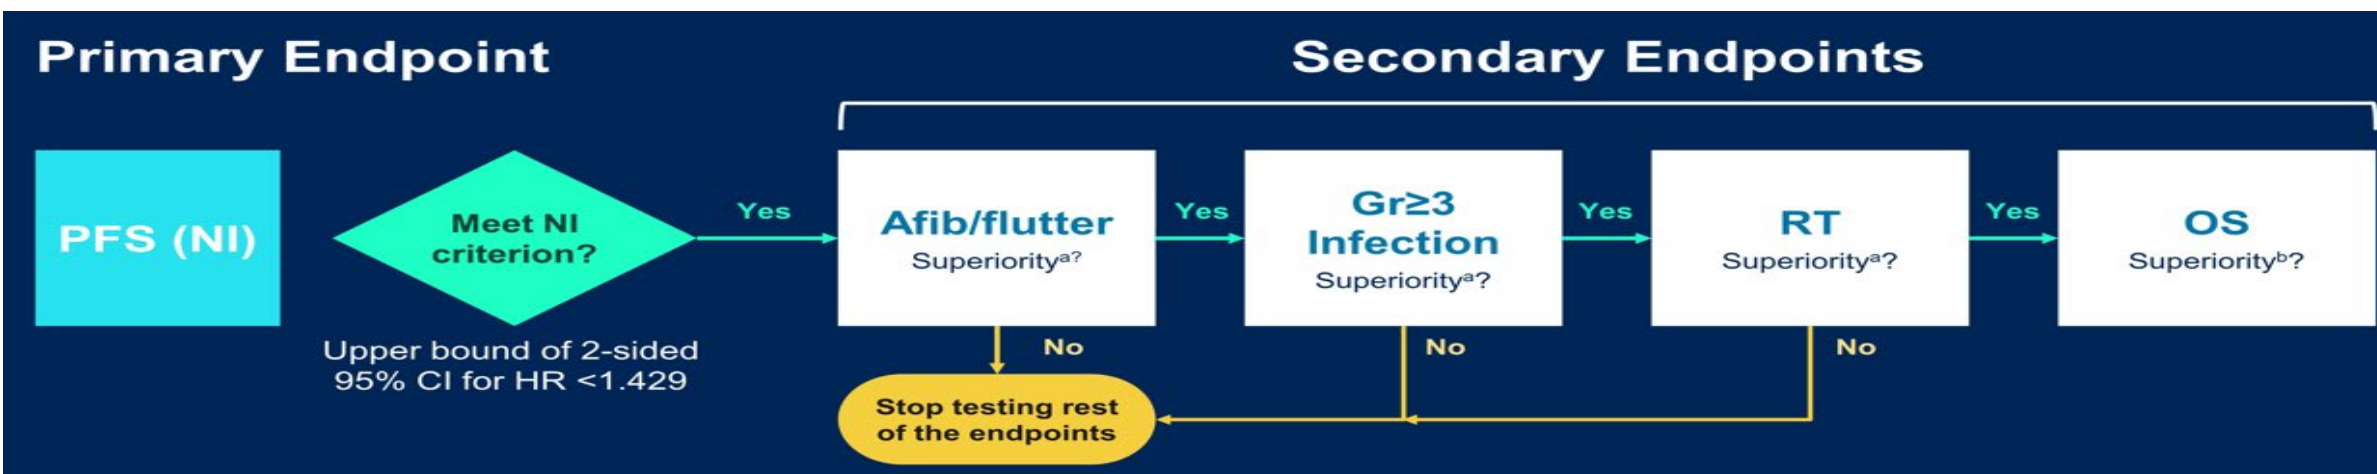 Primary Endpoint
Secondary Endpoints
PFS (NI)
Meet NI
criterion?
Upper bound of 2-sided
95% CI for HR <1.429
Yes
Afib/flutter
Superiorityᵃ?
No
Yes
Gr≥3
Infection
Superiorityᵃ?
No
Yes
RT
Superiorityᵃ?
No
Yes
OS
Superiorityᵇ?
Stop testing rest
of the endpoints